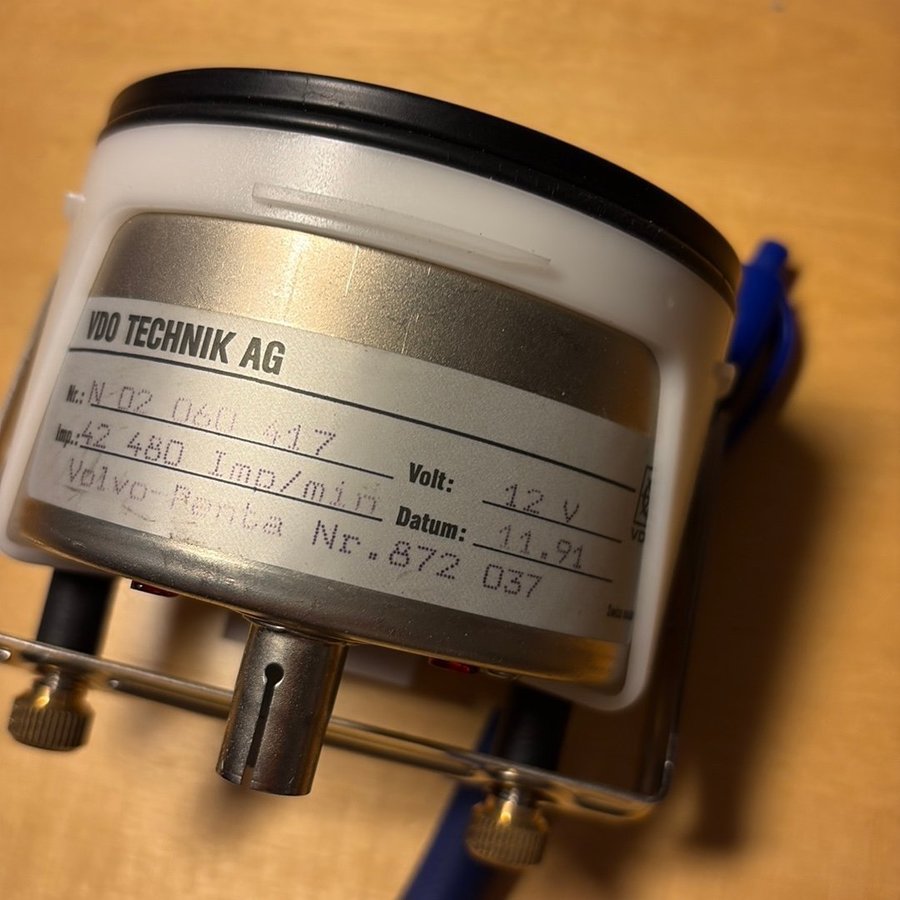 VDO TECHNIK AG
Nr.: N-02 060 417
Imp.: 42 480 Imp/min
Volt: 12 V
Datum: 11.91
Volvo-Penta Nr.872 037